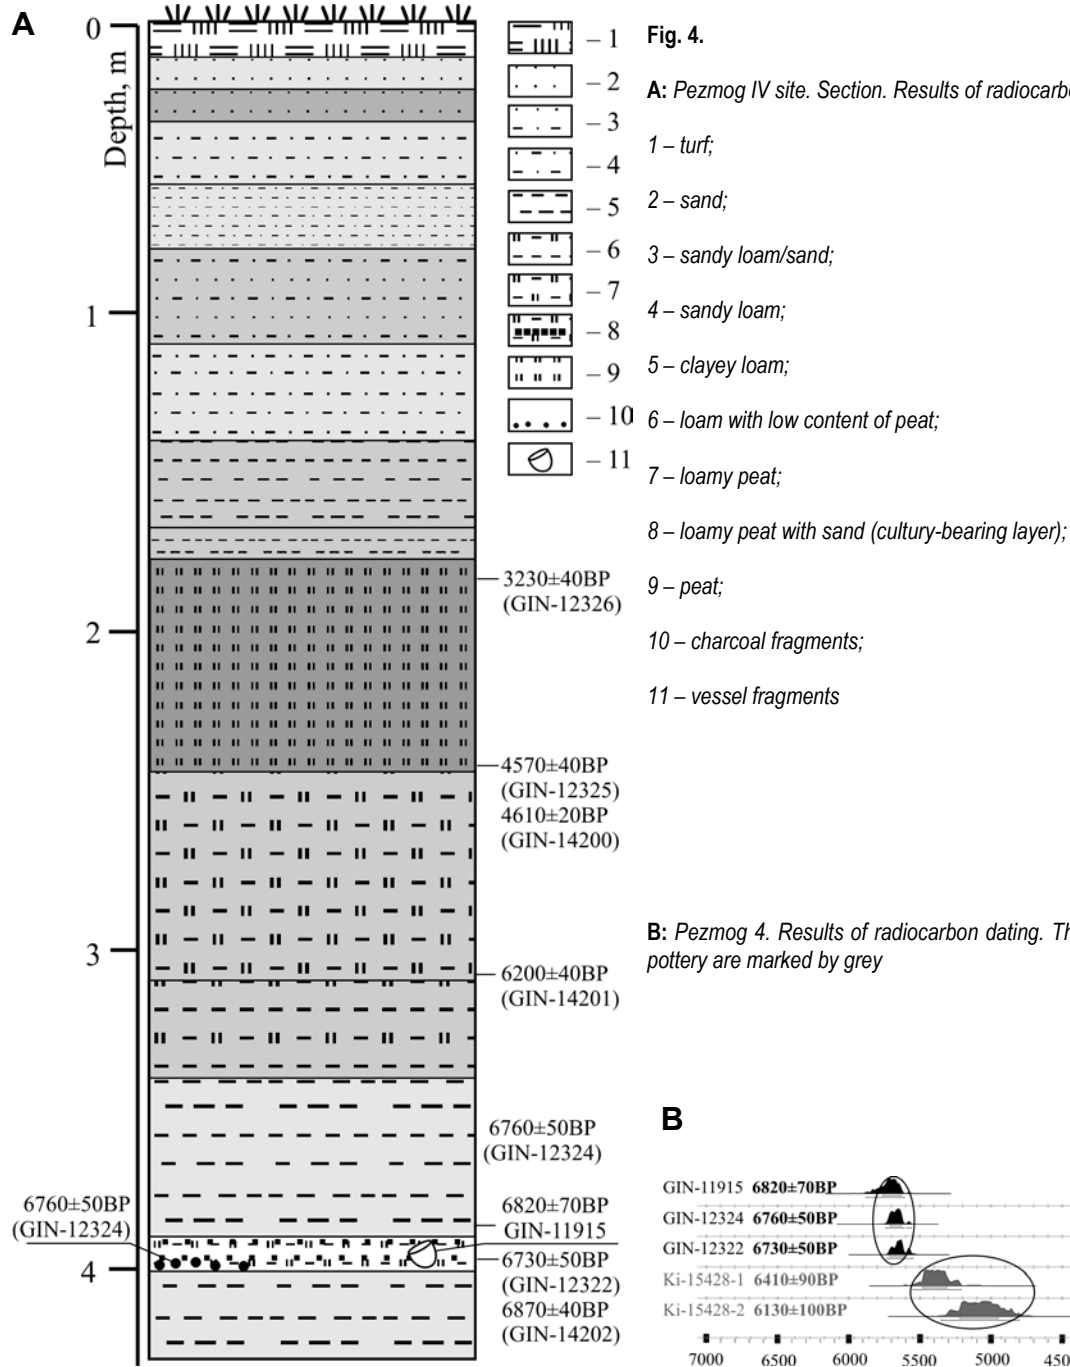 A
0
Depth, m
1
2
3
4
– 1
– 2
– 3
– 4
– 5
– 6
– 7
– 8
– 9
– 10
– 11
3230±40BP
(GIN-12326)
4570±40BP
(GIN-12325)
4610±20BP
(GIN-14200)
6200±40BP
(GIN-14201)
6760±50BP
(GIN-12324)
6760±50BP
(GIN-12324)
6820±70BP
GIN-11915
6730±50BP
(GIN-12322)
6870±40BP
(GIN-14202)
Fig. 4.
A: Pezmog IV site. Section. Results of radiocarbo
1 – turf;
2 – sand;
3 – sandy loam/sand;
4 – sandy loam;
5 – clayey loam;
6 – loam with low content of peat;
7 – loamy peat;
8 – loamy peat with sand (cultury-bearing layer);
9 – peat;
10 – charcoal fragments;
11 – vessel fragments
B: Pezmog 4. Results of radiocarbon dating. Th
pottery are marked by grey
B
GIN-11915 6820±70BP
GIN-12324 6760±50BP
GIN-12322 6730±50BP
Ki-15428-1 6410±90BP
Ki-15428-2 6130±100BP
7000 6500 6000 5500 5000 450